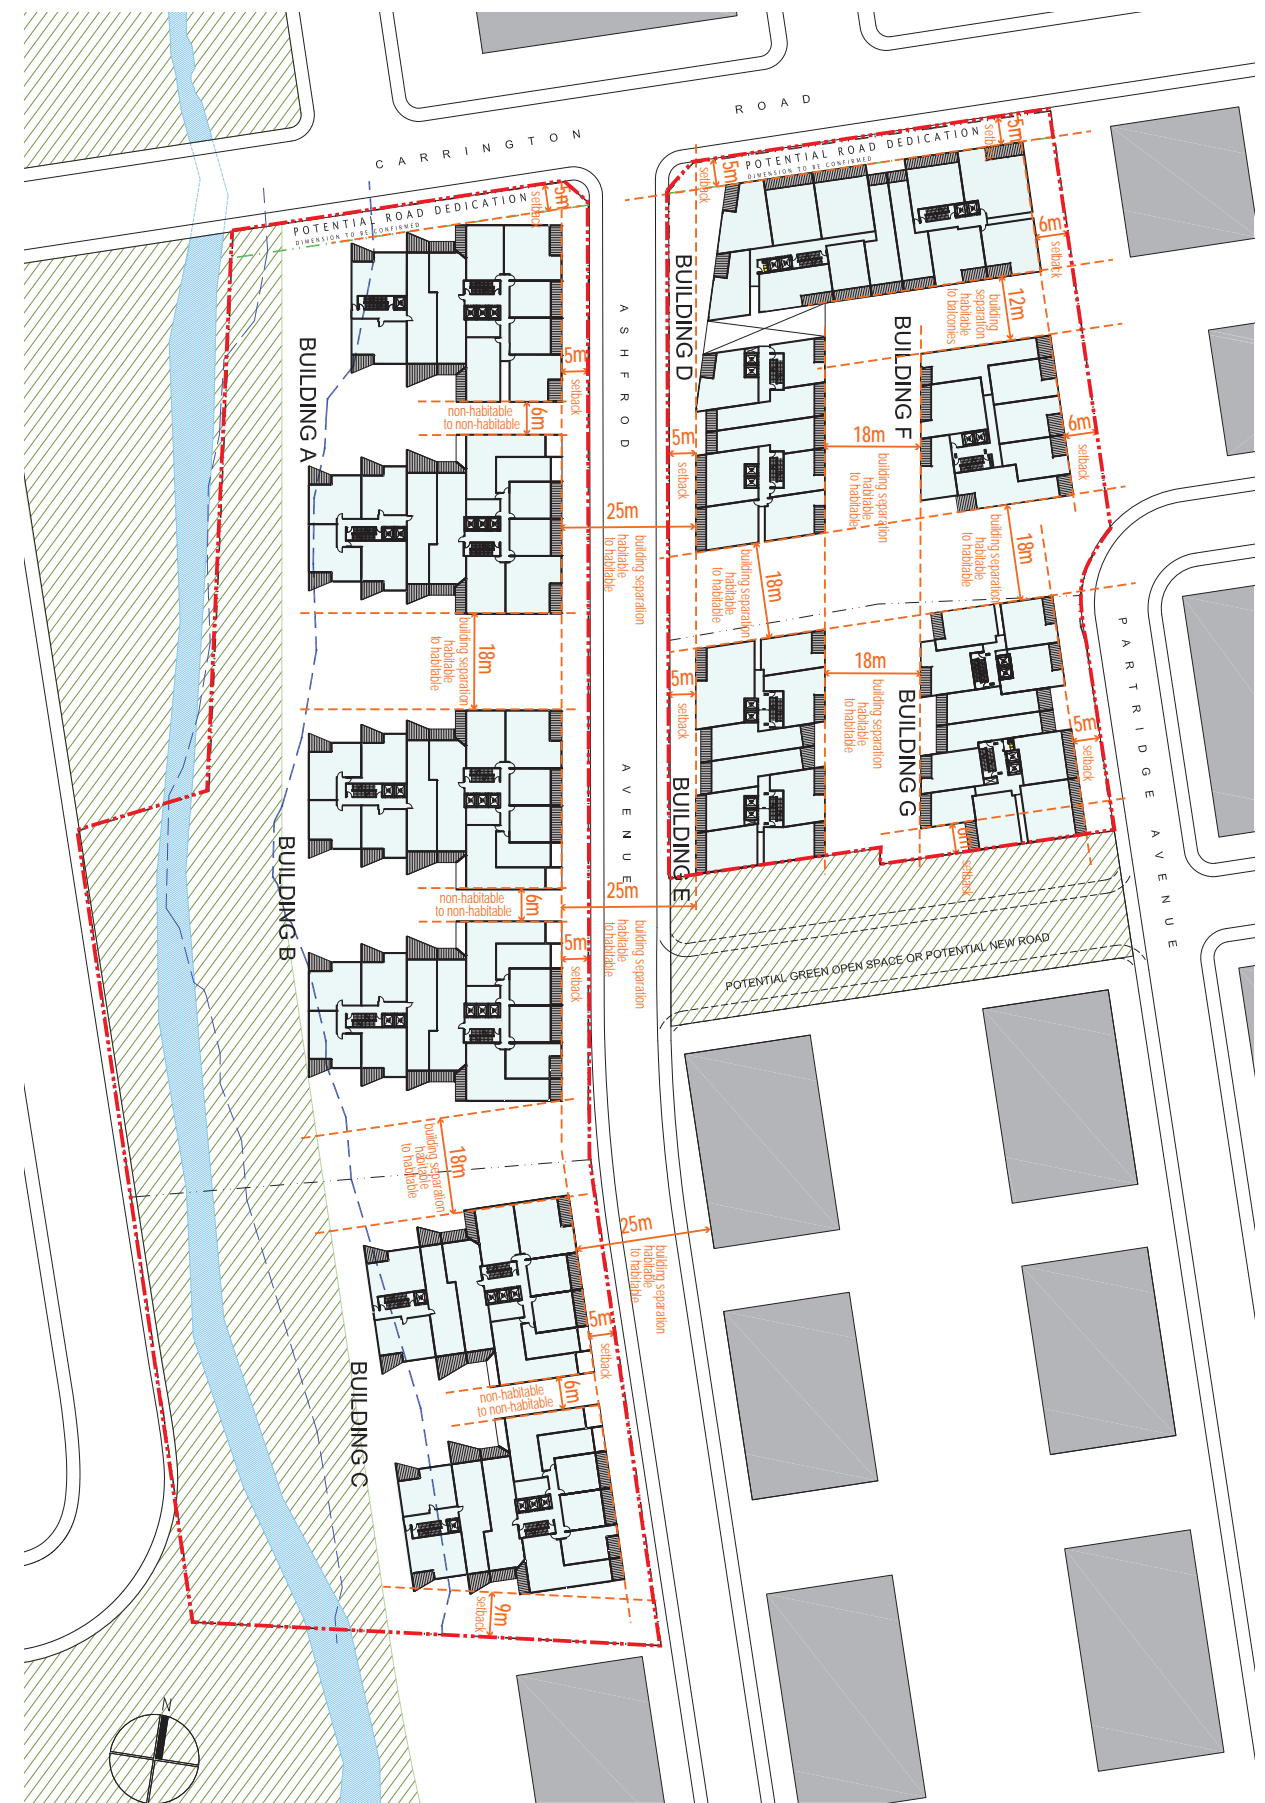 CARRINGTON ROAD
POTENTIAL ROAD DEDICATION
DIMENSION TO BE CONFIRMED
5m
setback
POTENTIAL ROAD DEDICATION
DIMENSION TO BE CONFIRMED
5m
setback
5m
setback
6m
setback
12m
building
separation
habitable
to balconies
BUILDING A
BUILDING D
BUILDING F
ASHFROD
AVENUE
5m
setback
non-habitable
to non-habitable
6m
5m
setback
18m
building separation
habitable
to habitable
6m
setback
25m
building separation
habitable
to habitable
18m
building separation
habitable
to habitable
18m
building separation
habitable
to habitable
18m
building separation
habitable
to habitable
5m
setback
18m
building separation
habitable
to habitable
BUILDING G
5m
setback
PARTRIDGE AVENUE
BUILDING B
BUILDING E
6m
setback
non-habitable
to non-habitable
6m
25m
building separation
habitable
to habitable
5m
setback
POTENTIAL GREEN OPEN SPACE OR POTENTIAL NEW ROAD
18m
building separation
habitable
to habitable
25m
building separation
habitable
to habitable
5m
setback
BUILDING C
non-habitable
to non-habitable
6m
9m
setback
N